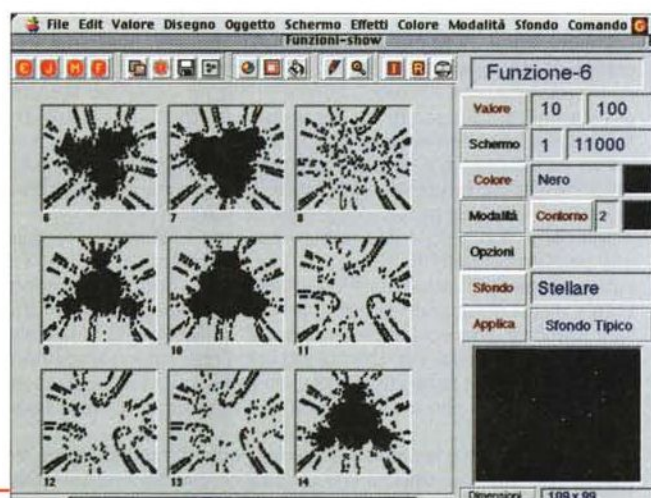 File Edit Valore Disegno Oggetto Schermo Effetti Colore Modalità Sfondo Comando
Funzioni-show
C J M F
I R
6 7 8
9 10 11
12 13 14
Funzione-6
Valore 10 100
Schermo 1 11000
Colore Nero
Modalità Contorno 2
Opzioni
Sfondo Stellare
Applica Sfondo Tipico
Dimensioni 199 x 99